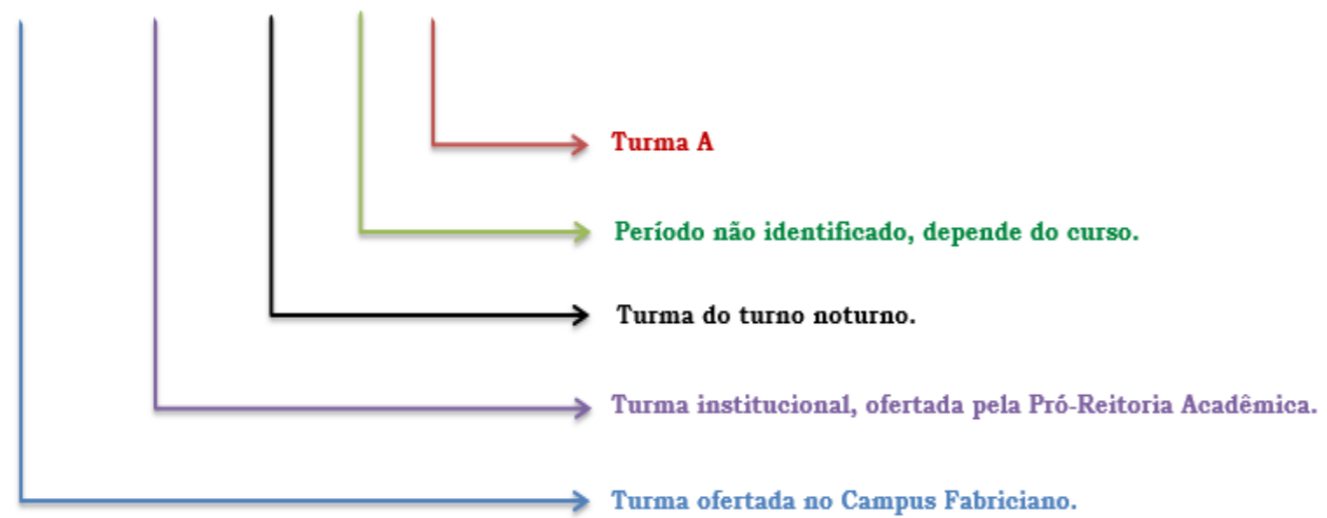 Turma A
Período não identificado, depende do curso.
Turma do turno noturno.
Turma institucional, ofertada pela Pró-Reitoria Acadêmica.
Turma ofertada no Campus Fabriciano.